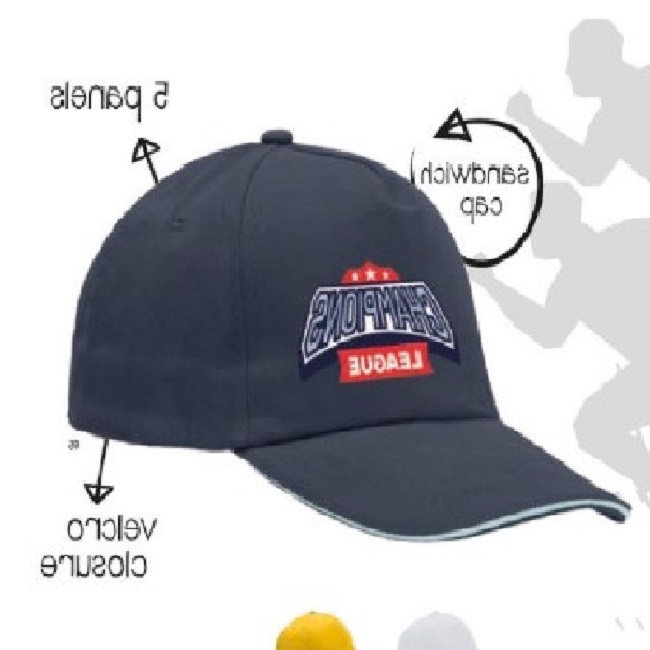 5 panels
sandwich
cap
CHAMPIONS
LEAGUE
velcro
closure